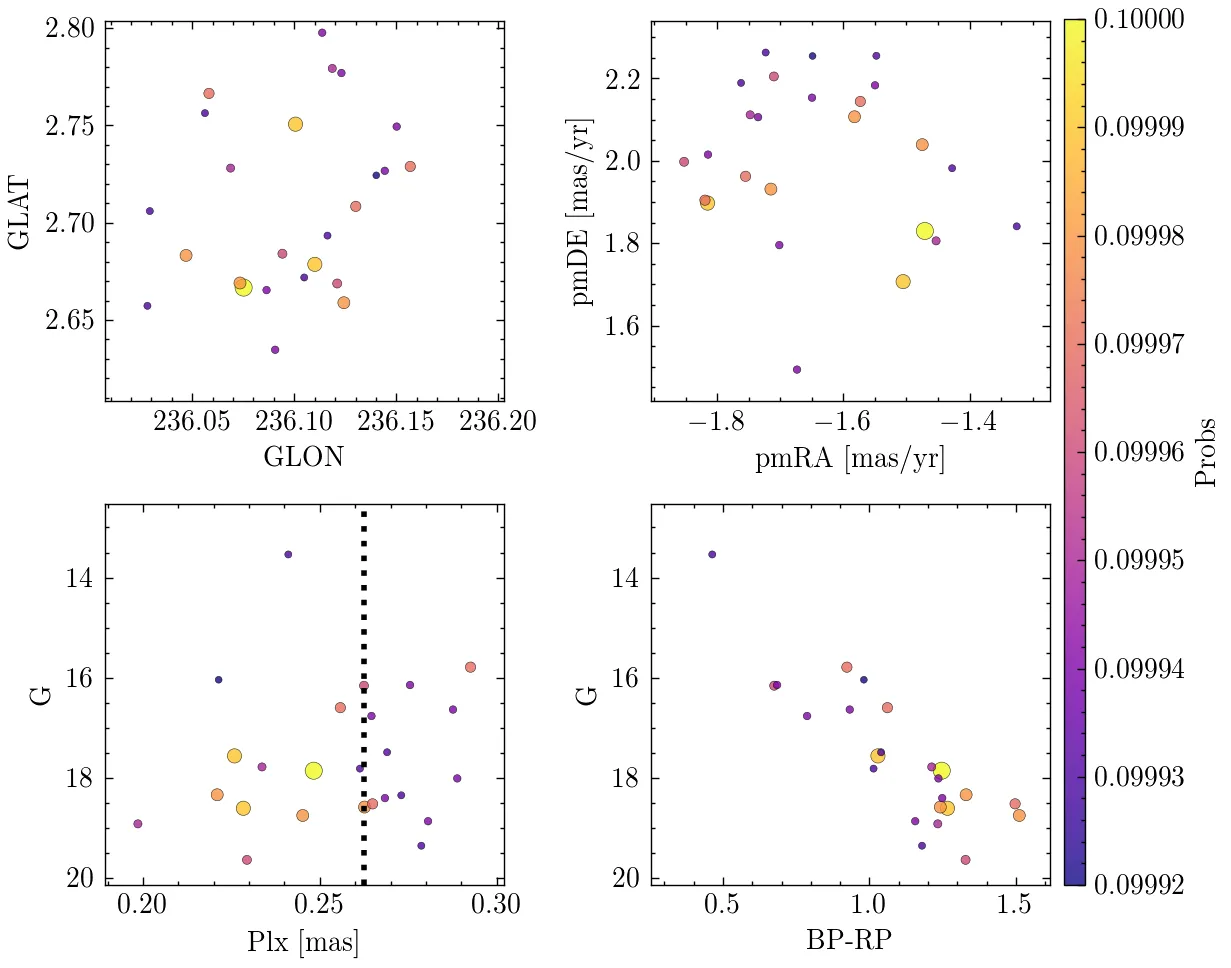 2.80
2.75
2.70
2.65
GLAT
236.05 236.10 236.15 236.20
GLON
2.2
2.0
1.8
1.6
pmDE [mas/yr]
−1.8 −1.6 −1.4
pmRA [mas/yr]
0.10000
0.09999
0.09998
0.09997
0.09996
0.09995
0.09994
0.09993
0.09992
Probs
14
16
18
20
G
0.20 0.25 0.30
Plx [mas]
14
16
18
20
G
0.5 1.0 1.5
BP-RP